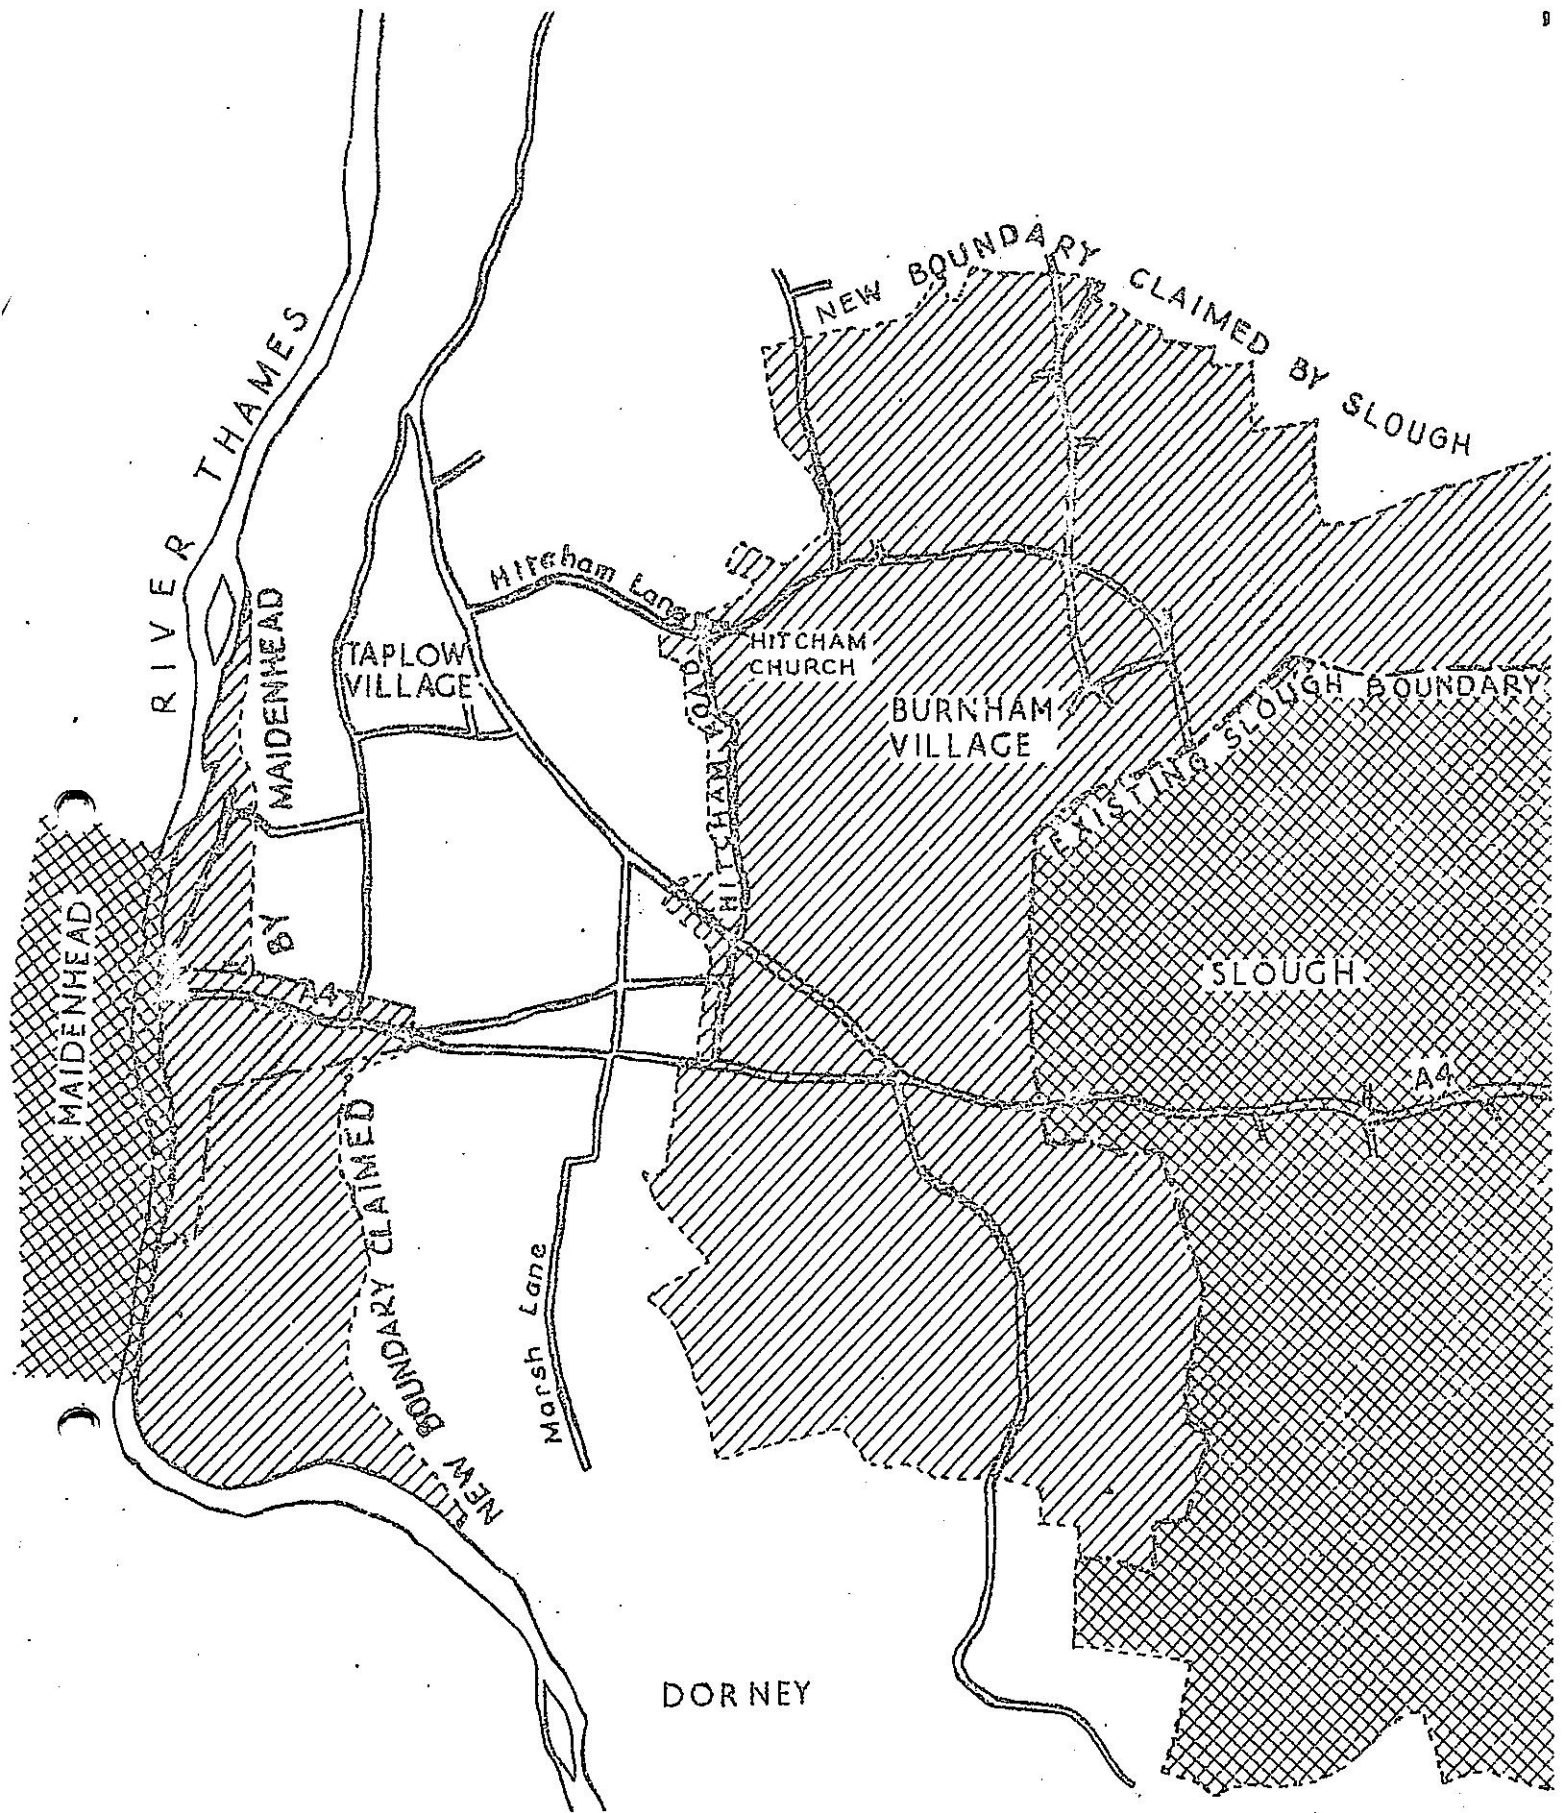 NEW BOUNDARY CLAIMED BY SLOUGH
RIVER THAMES
Hitcham Lane
HITCHAM
CHURCH
TAPLOW
VILLAGE
HITCHAM ROAD
BURNHAM
VILLAGE
EXISTING SLOUGH BOUNDARY
MAIDENHEAD
SLOUGH
A4
A4
NEW BOUNDARY CLAIMED BY MAIDENHEAD
Marsh Lane
DORNEY